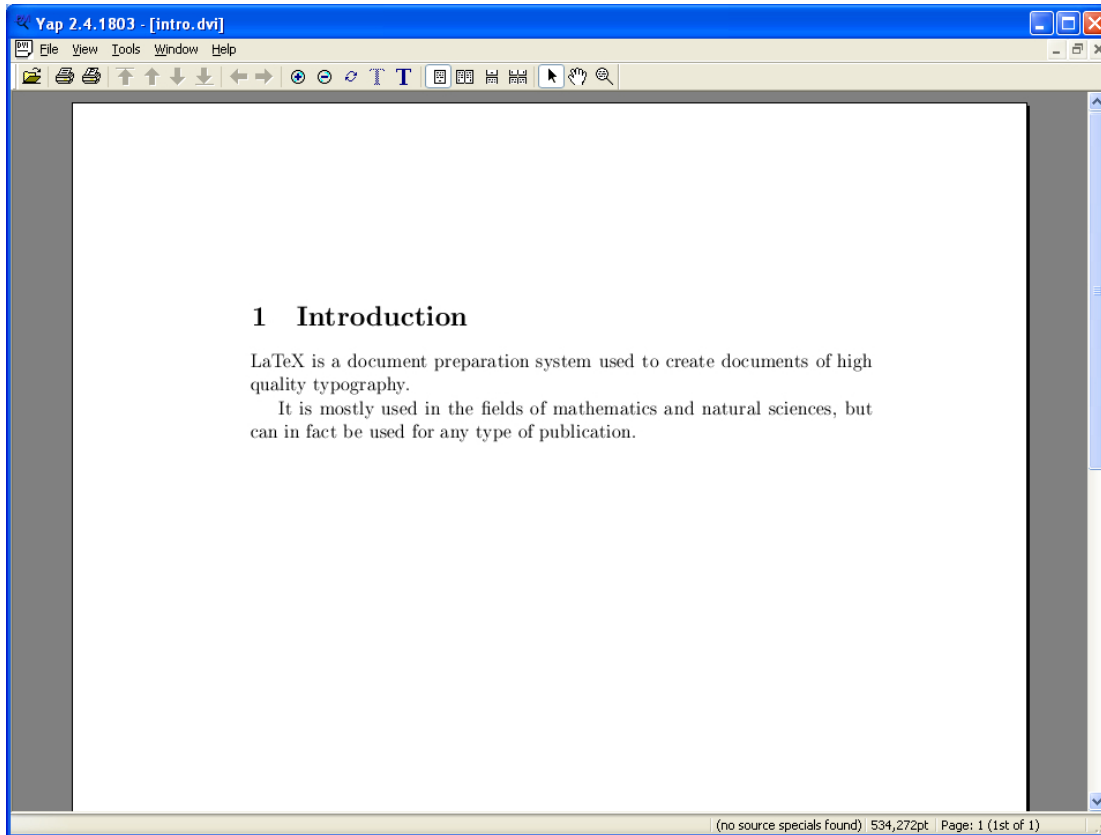 Yap 2.4.1803 - [intro.dvi]
File View Tools Window Help
1 Introduction
LaTeX is a document preparation system used to create documents of high
quality typography.
It is mostly used in the fields of mathematics and natural sciences, but
can in fact be used for any type of publication.
(no source specials found) 534,272pt Page: 1 (1st of 1)